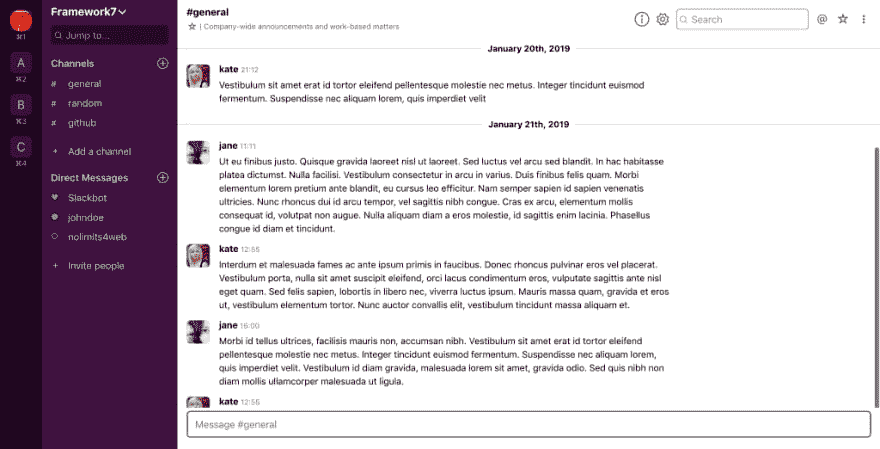 ⌘1
A
⌘2
B
⌘3
C
⌘4
Framework7
Jump to...
Channels
# general
# random
# github
+ Add a channel
Direct Messages
Slackbot
johndoe
nolimits4web
+ Invite people
#general
| Company-wide announcements and work-based matters
Search
@
January 20th, 2019
kate 21:12
Vestibulum sit amet erat id tortor eleifend pellentesque molestie nec metus. Integer tincidunt euismod
fermentum. Suspendisse nec aliquam lorem, quis imperdiet velit
January 21th, 2019
jane 11:11
Ut eu finibus justo. Quisque gravida laoreet nisl ut laoreet. Sed luctus vel arcu sed blandit. In hac habitasse
platea dictumst. Nulla facilisi. Vestibulum consectetur in arcu in varius. Duis finibus felis quam. Morbi
elementum lorem pretium ante blandit, eu cursus leo efficitur. Nam semper sapien id sapien venenatis
ultricies. Nunc rhoncus dui id arcu tempor, vel sagittis nibh congue. Cras ex arcu, elementum mollis
consequat id, volutpat non augue. Nulla aliquam diam a eros molestie, id sagittis enim lacinia. Phasellus
congue id diam et tincidunt.
kate 12:55
Interdum et malesuada fames ac ante ipsum primis in faucibus. Donec rhoncus pulvinar eros vel placerat.
Vestibulum porta, nulla sit amet suscipit eleifend, orci lacus condimentum eros, vulputate sagittis ante nisl
eget quam. Sed felis sapien, lobortis in libero nec, viverra luctus ipsum. Mauris massa quam, gravida et eros
ut, vestibulum elementum tortor. Nunc auctor convallis elit, vestibulum tincidunt massa aliquam et.
jane 16:00
Morbi id tellus ultrices, facilisis mauris non, accumsan nibh. Vestibulum sit amet erat id tortor eleifend
pellentesque molestie nec metus. Integer tincidunt euismod fermentum. Suspendisse nec aliquam lorem,
quis imperdiet velit. Vestibulum id diam gravida, malesuada lorem sit amet, gravida odio. Sed quis nibh non
diam mollis ullamcorper malesuada ut ligula.
kate 12:55
Message #general